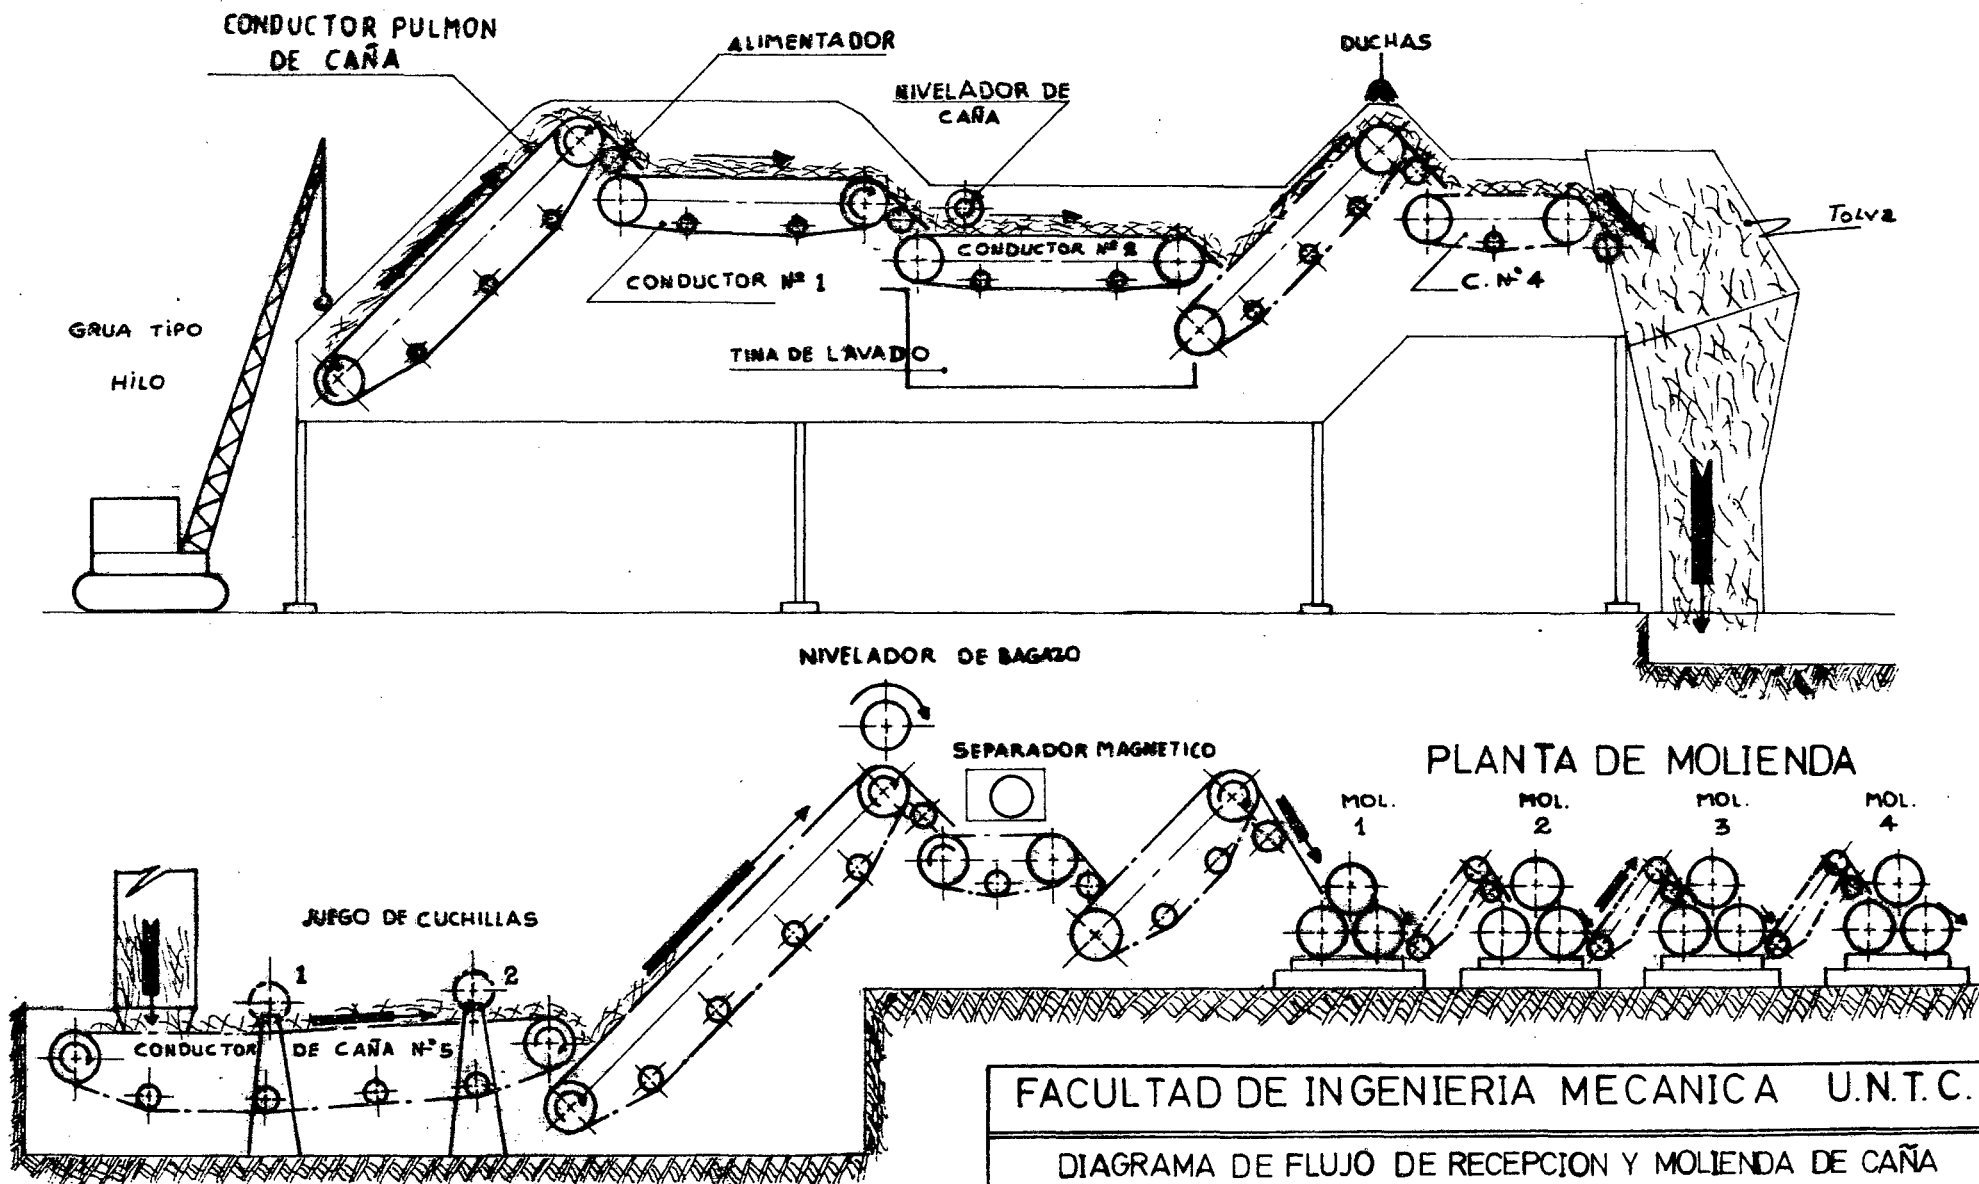 CONDUCTOR PULMON
DE CAÑA
ALIMENTADOR
NIVELADOR DE
CAÑA
DUCHAS
TOLVA
CONDUCTOR Nº 1
CONDUCTOR Nº 2
C. Nº 4
GRUA TIPO
HILO
TINA DE LAVADO
NIVELADOR DE BAGAZO
SEPARADOR MAGNETICO
PLANTA DE MOLIENDA
MOL.
1
MOL.
2
MOL.
3
MOL.
4
JUEGO DE CUCHILLAS
1
2
CONDUCTOR DE CAÑA Nº 5
FACULTAD DE INGENIERIA MECANICA U.N.T.C.
DIAGRAMA DE FLUJO DE RECEPCION Y MOLIENDA DE CAÑA